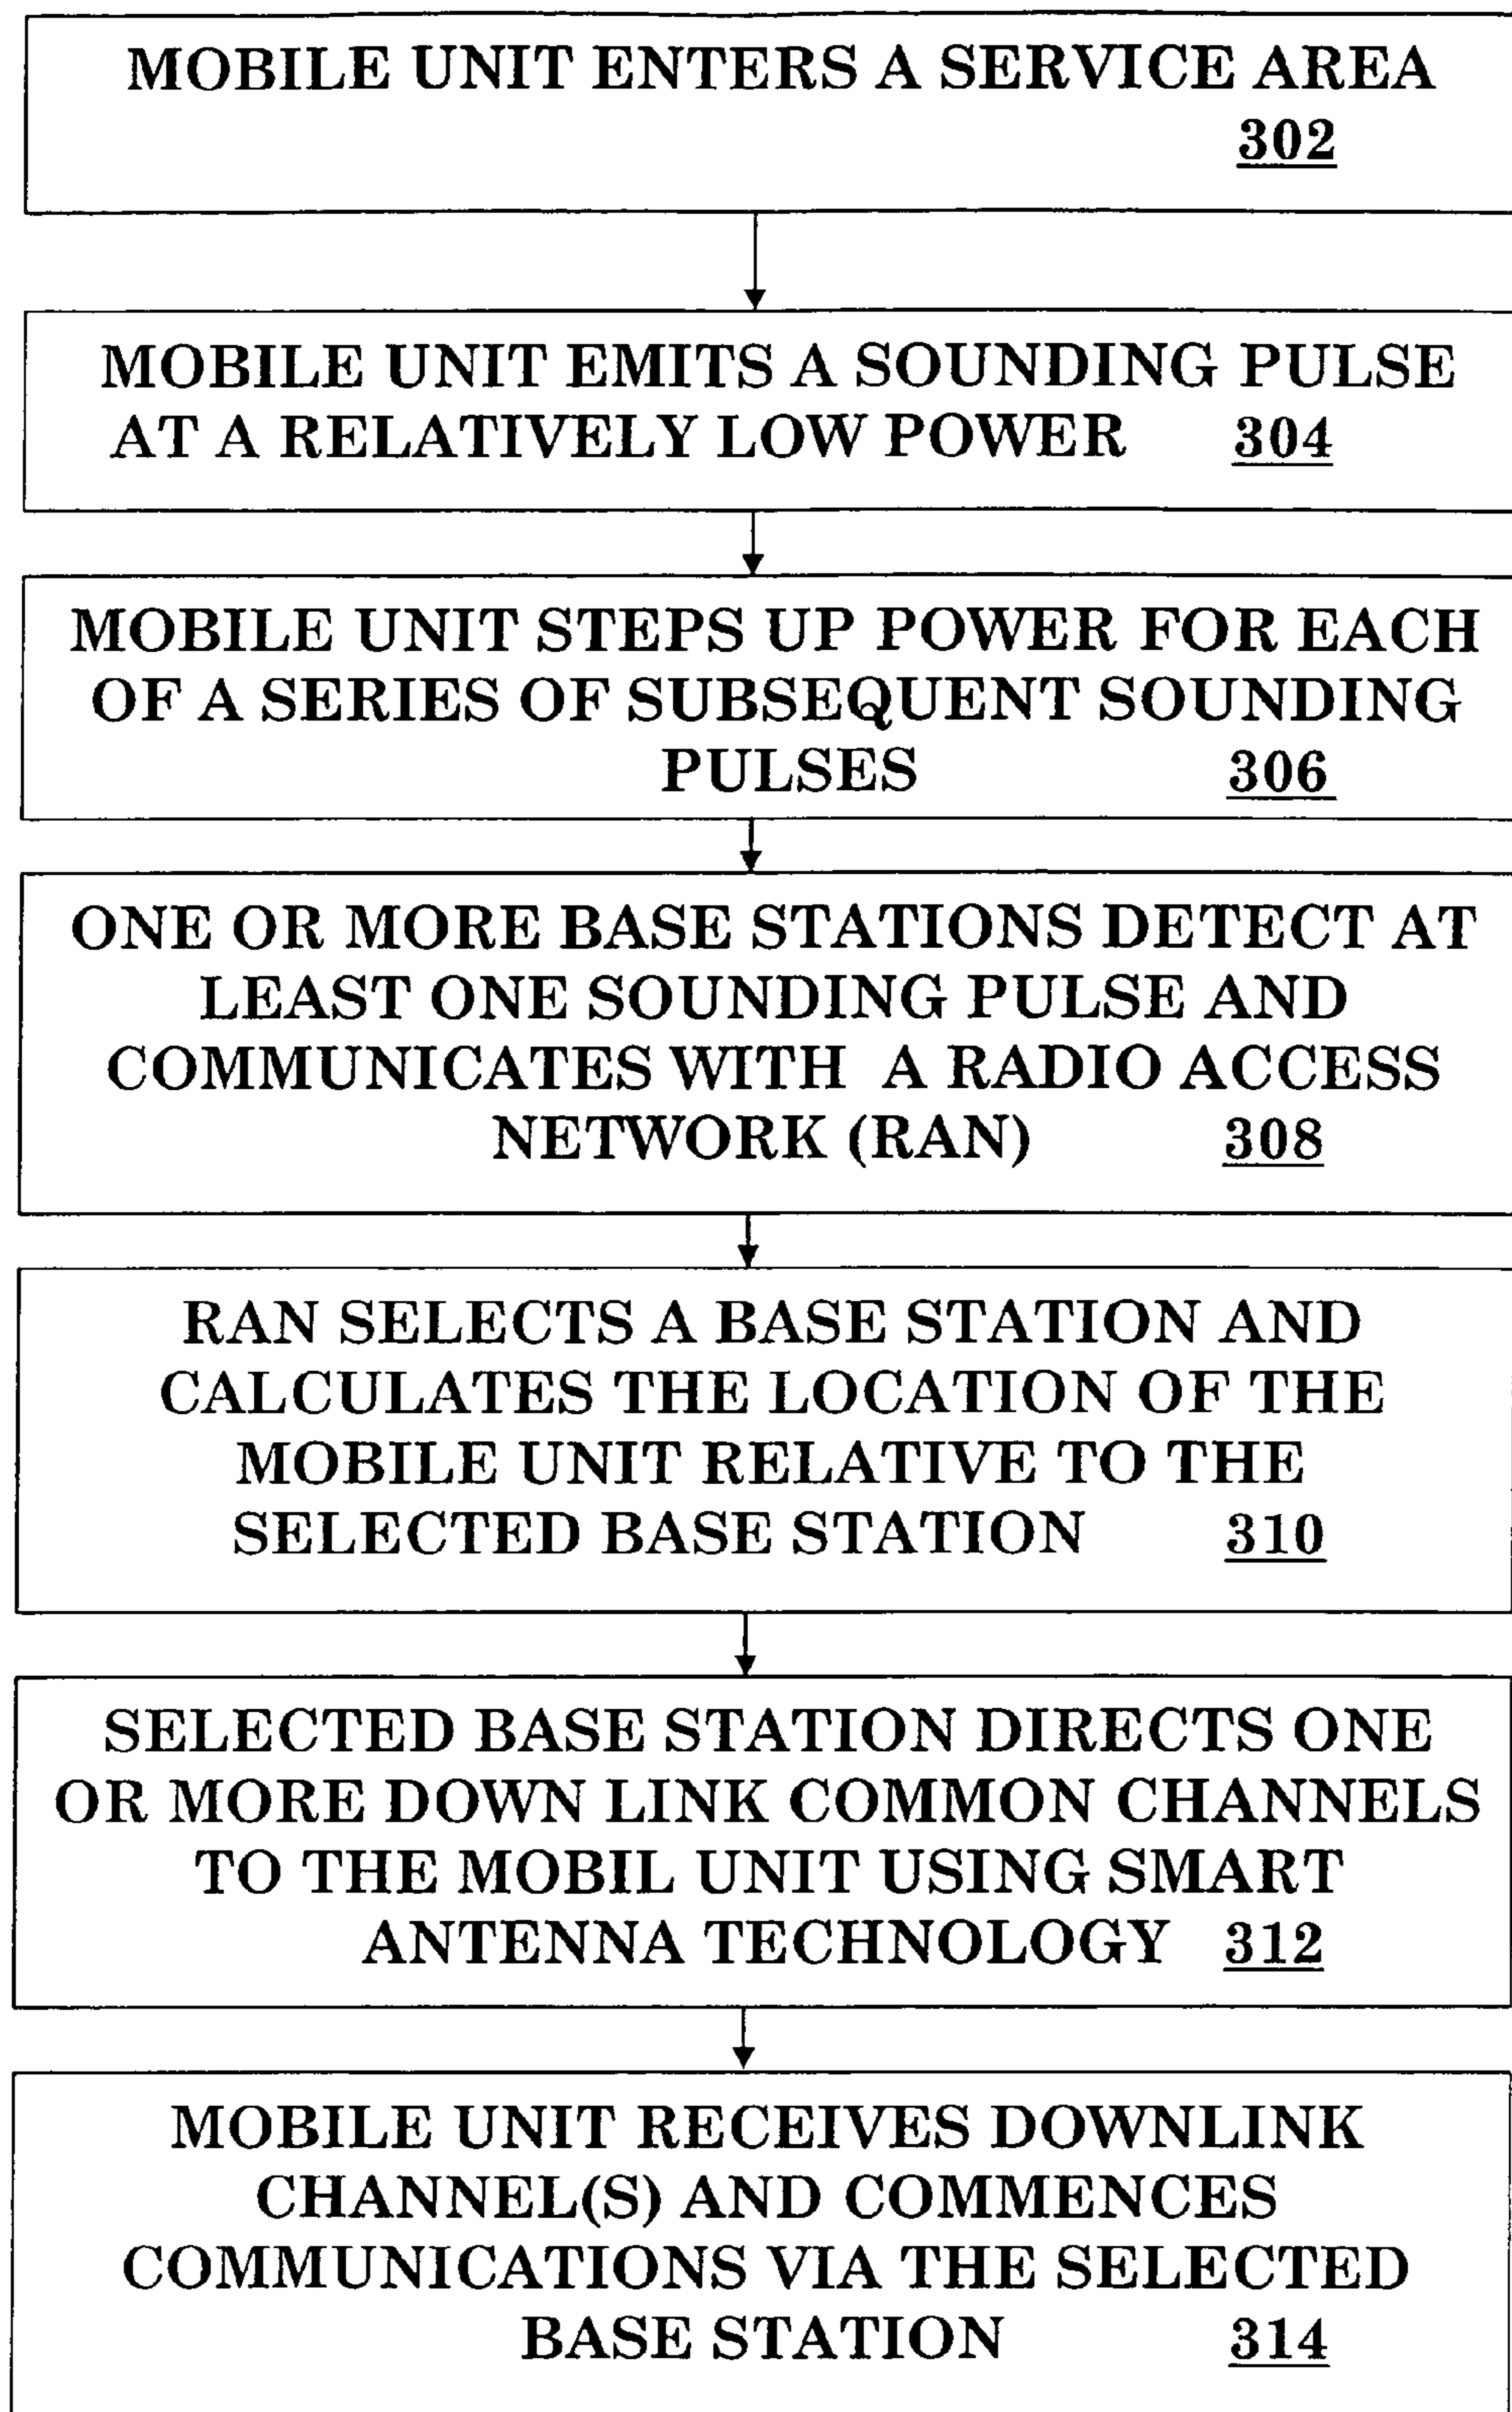 MOBILE UNIT ENTERS A SERVICE AREA
302
MOBILE UNIT EMITS A SOUNDING PULSE
AT A RELATIVELY LOW POWER 304
MOBILE UNIT STEPS UP POWER FOR EACH
OF A SERIES OF SUBSEQUENT SOUNDING
PULSES 306
ONE OR MORE BASE STATIONS DETECT AT
LEAST ONE SOUNDING PULSE AND
COMMUNICATES WITH A RADIO ACCESS
NETWORK (RAN) 308
RAN SELECTS A BASE STATION AND
CALCULATES THE LOCATION OF THE
MOBILE UNIT RELATIVE TO THE
SELECTED BASE STATION 310
SELECTED BASE STATION DIRECTS ONE
OR MORE DOWN LINK COMMON CHANNELS
TO THE MOBIL UNIT USING SMART
ANTENNA TECHNOLOGY 312
MOBILE UNIT RECEIVES DOWNLINK
CHANNEL(S) AND COMMENCES
COMMUNICATIONS VIA THE SELECTED
BASE STATION 314